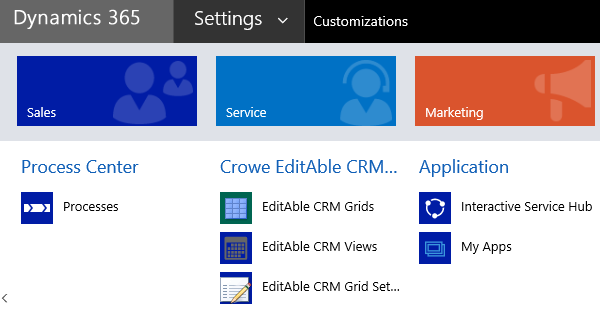 Dynamics 365 Settings Customizations
Sales Service Marketing
Process Center Crowe EditAble CRM... Application
Processes EditAble CRM Grids Interactive Service Hub
EditAble CRM Views My Apps
EditAble CRM Grid Set...